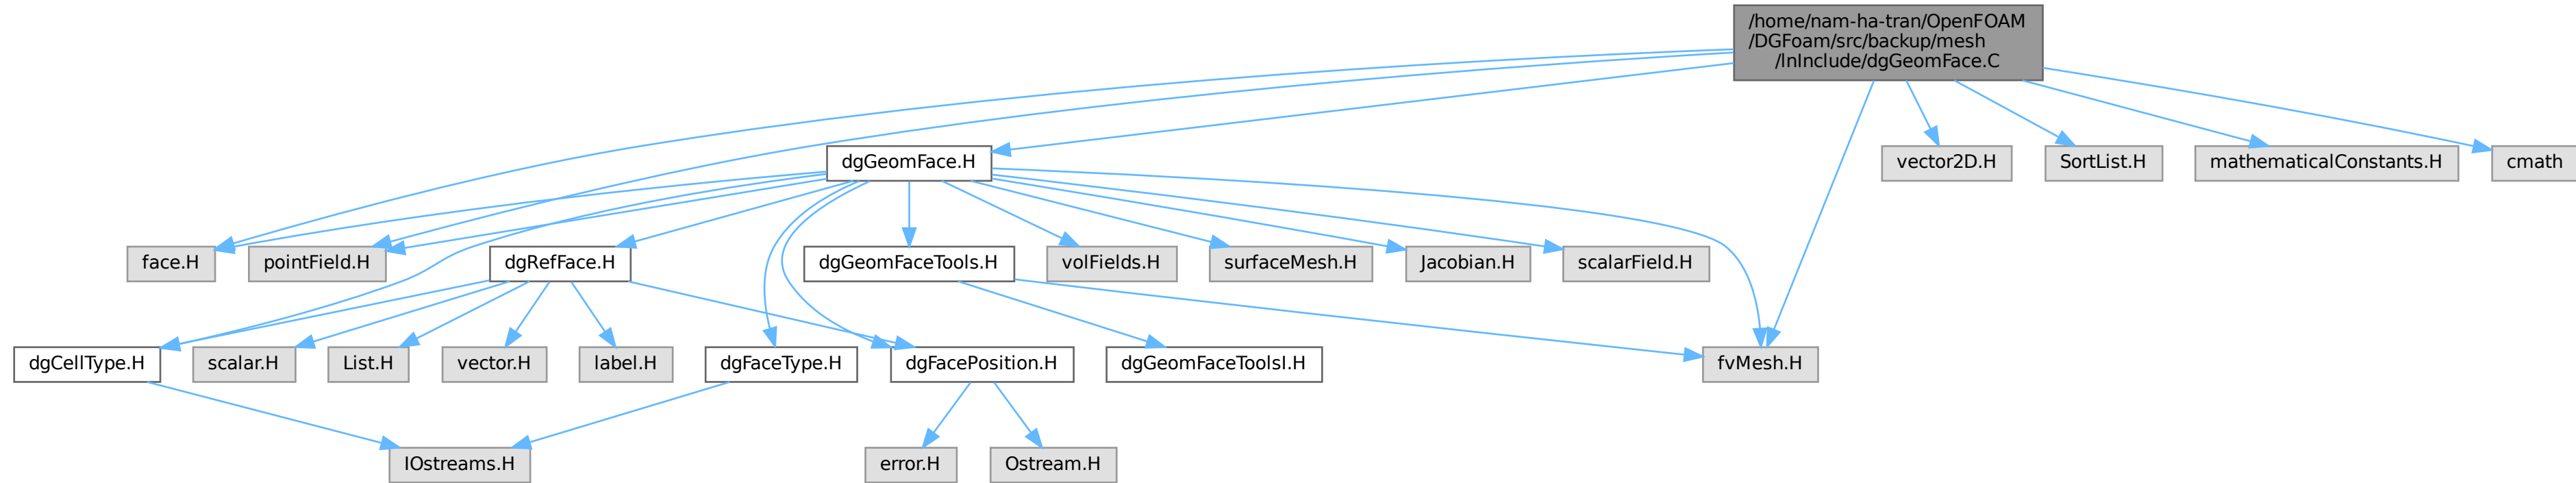 /home/nam-ha-tran/OpenFOAM
/DGFoam/src/backup/mesh
/lnInclude/dgGeomFace.C
dgGeomFace.H
vector2D.H
SortList.H
mathematicalConstants.H
cmath
face.H
pointField.H
dgRefFace.H
dgGeomFaceTools.H
volFields.H
surfaceMesh.H
Jacobian.H
scalarField.H
dgCellType.H
scalar.H
List.H
vector.H
label.H
dgFaceType.H
dgFacePosition.H
dgGeomFaceToolsI.H
fvMesh.H
IOstreams.H
error.H
Ostream.H